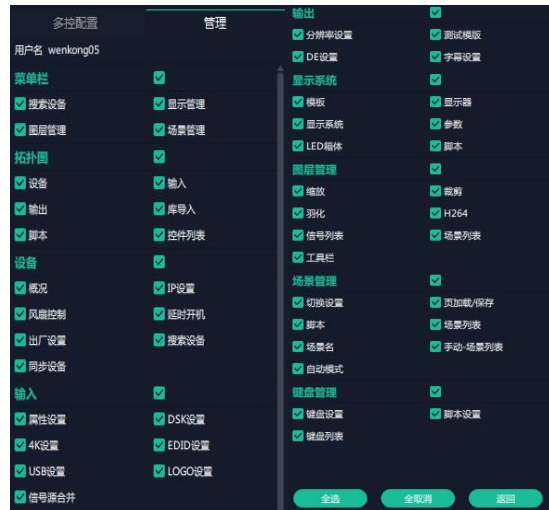 多控配置 管理
用户名 wenkong05
菜单栏
搜索设备 显示管理
图层管理 场景管理
拓扑图
设备 输入
输出 库导入
脚本 控件列表
设备
概况 IP设置
风扇控制 延时开机
出厂设置 搜索设备
同步设备
输入
属性设置 DSK设置
4K设置 EDID设置
USB设置 LOGO设置
信号源合并
输出
分辨率设置 测试模版
DE设置 字幕设置
显示系统
模板 显示器
显示系统 参数
LED箱体 脚本
图层管理
缩放 裁剪
羽化 H264
信号列表 场景列表
工具栏
场景管理
切换设置 页加载/保存
脚本 场景列表
场景名 手动-场景列表
自动模式
键盘管理
键盘设置 脚本设置
键盘列表
全选 全取消 返回